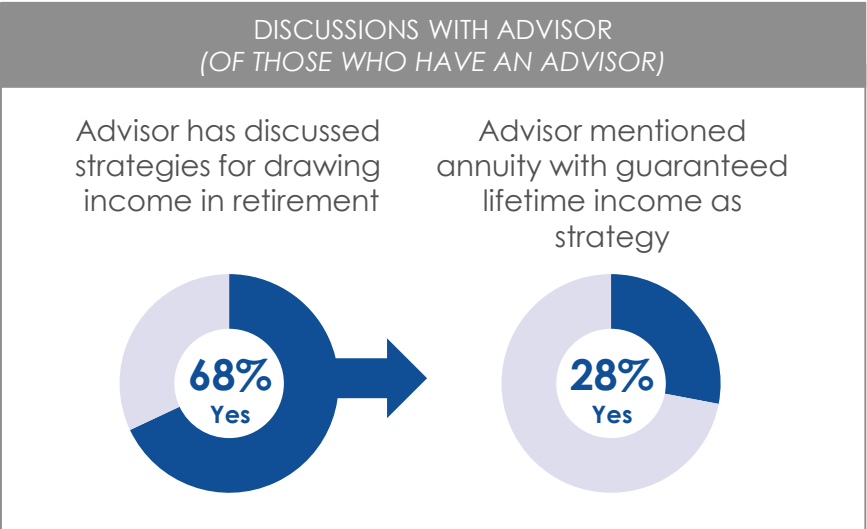 DISCUSSIONS WITH ADVISOR
(OF THOSE WHO HAVE AN ADVISOR)
Advisor has discussed
strategies for drawing
income in retirement
68%
Yes
Advisor mentioned
annuity with guaranteed
lifetime income as
strategy
28%
Yes